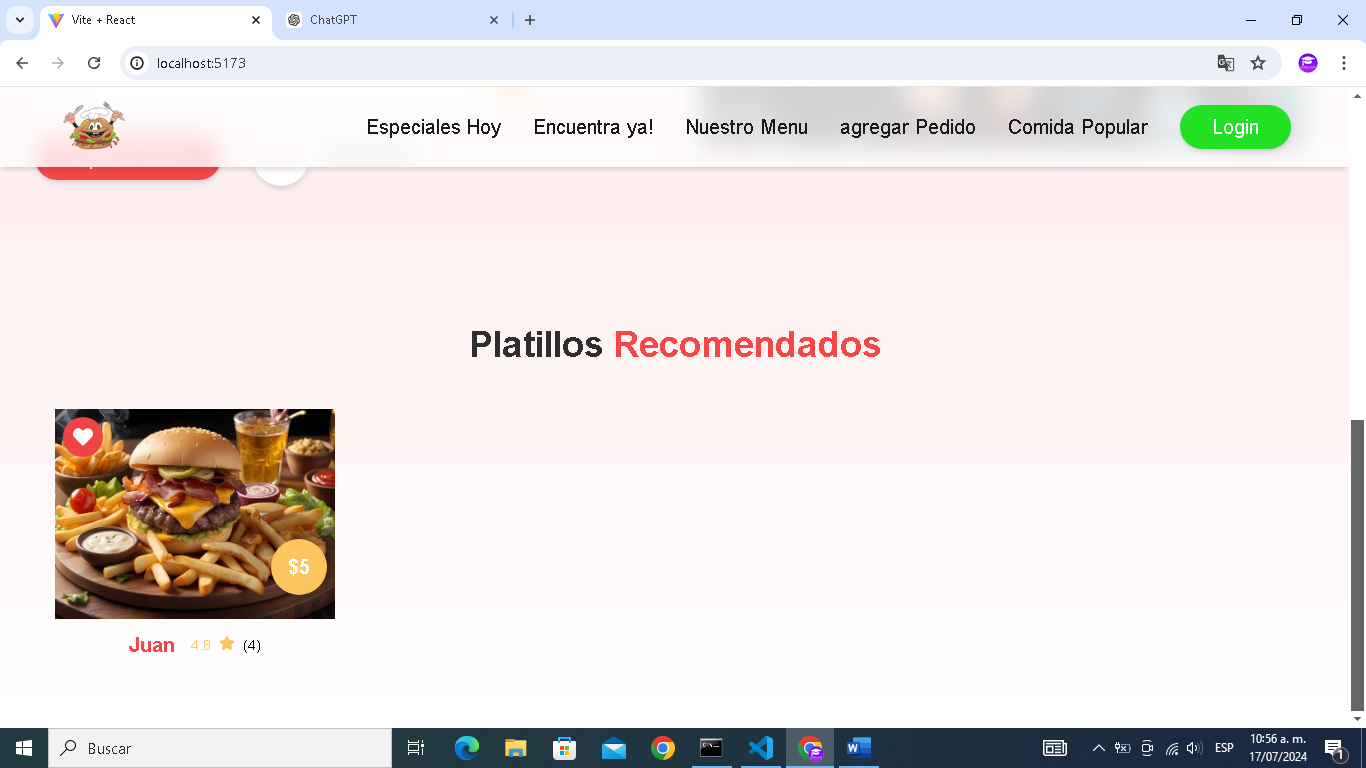 Vite + React
ChatGPT
localhost:5173
Especiales Hoy
Encuentra ya!
Nuestro Menu
agregar Pedido
Comida Popular
Login
Platillos Recomendados
$5
Juan 4.8 (4)
Buscar
ESP
10:56 a. m.
17/07/2024
1